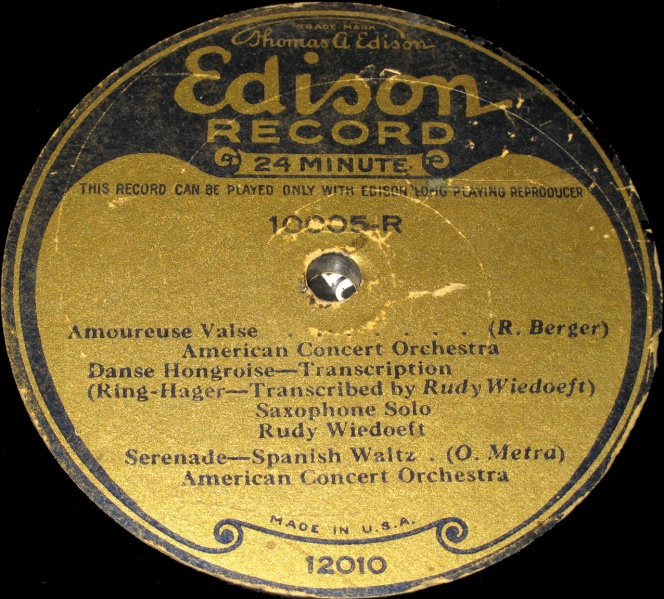 TRADE MARK
Thomas A Edison
Edison
RECORD
24 MINUTE
THIS RECORD CAN BE PLAYED ONLY WITH EDISON LONG PLAYING REPRODUCER
10005-R
Amoureuse Valse . . . . . . . (R. Berger)
American Concert Orchestra
Danse Hongroise—Transcription
(Ring-Hager—Transcribed by Rudy Wiedoeft)
Saxophone Solo
Rudy Wiedoeft
Serenade—Spanish Waltz . (O. Metra)
American Concert Orchestra
MADE IN U.S.A.
12010